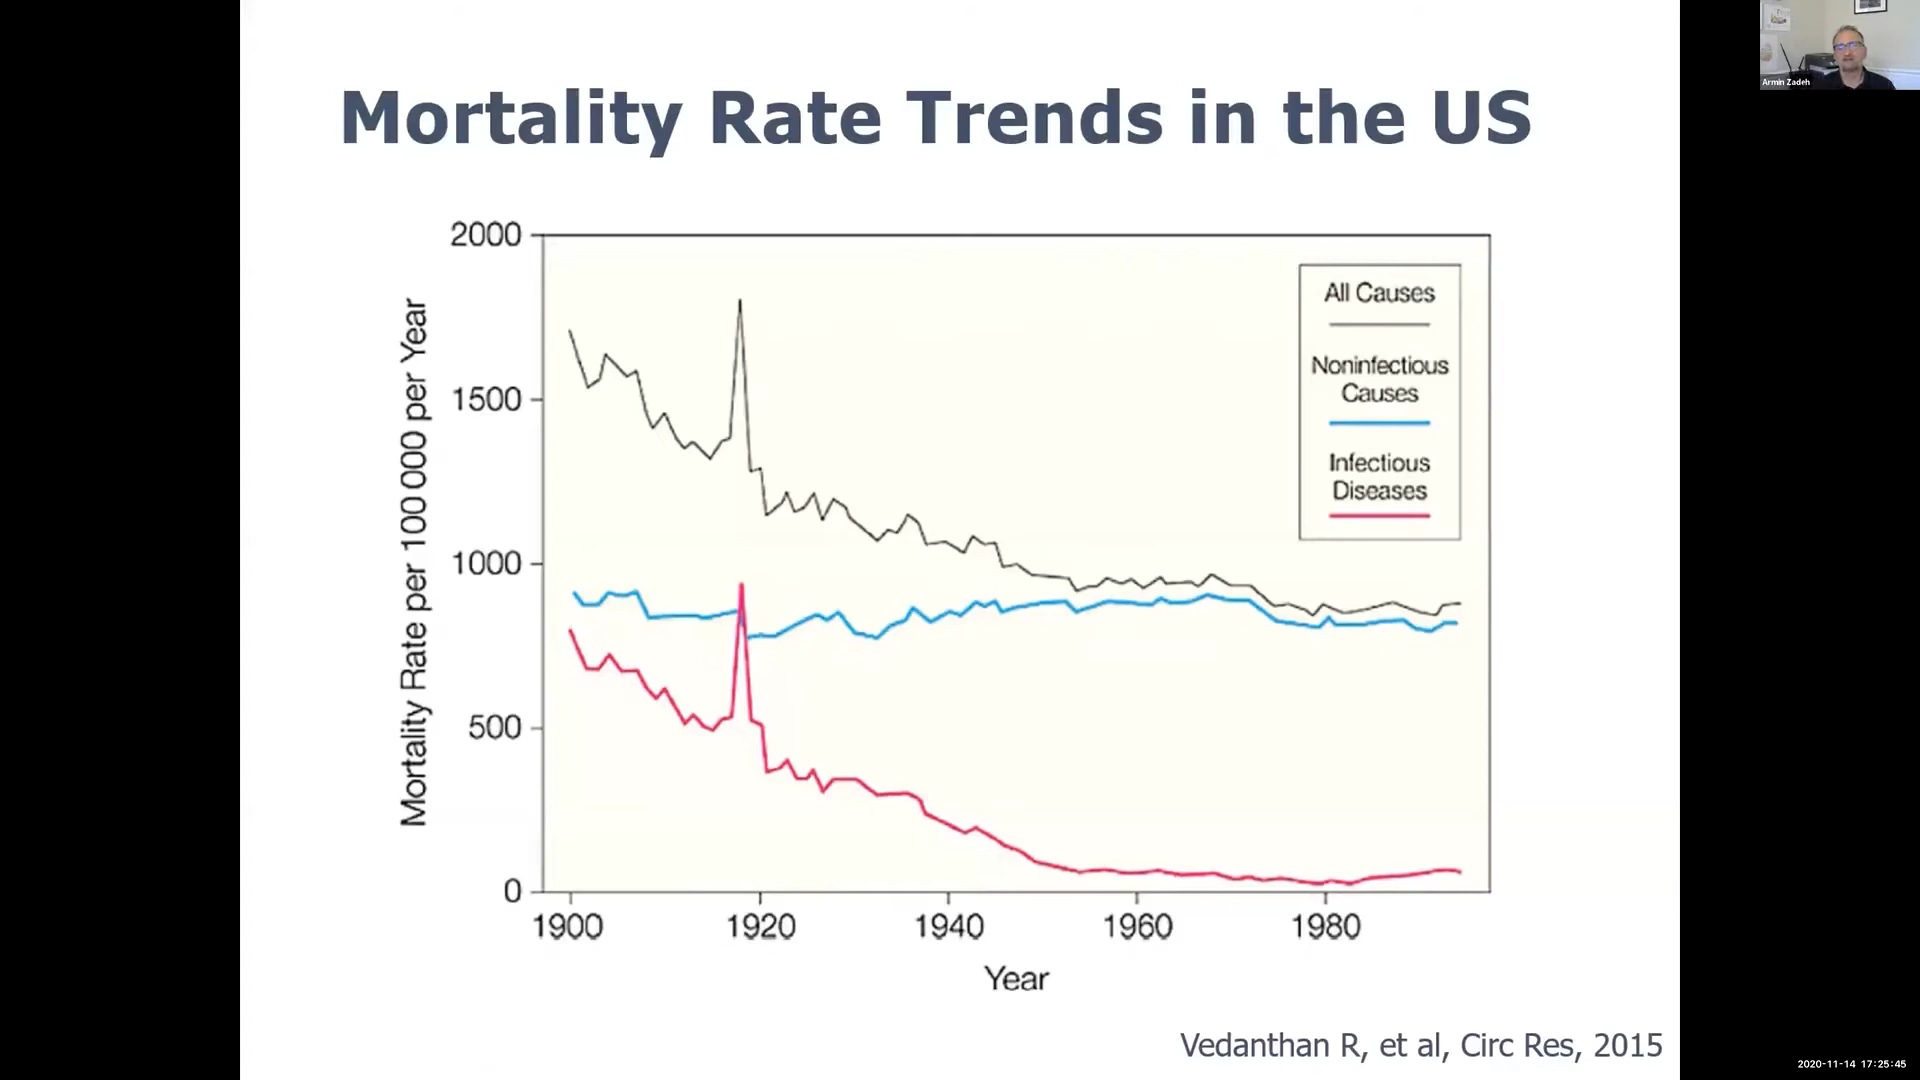 Mortality Rate Trends in the US
Armin Zadeh
Mortality Rate per 100 000 per Year
2000
1500
1000
500
0
All Causes
Noninfectious
Causes
Infectious
Diseases
1900
1920
1940
1960
1980
Year
Vedanthan R, et al, Circ Res, 2015
2020-11-14 17:25:45